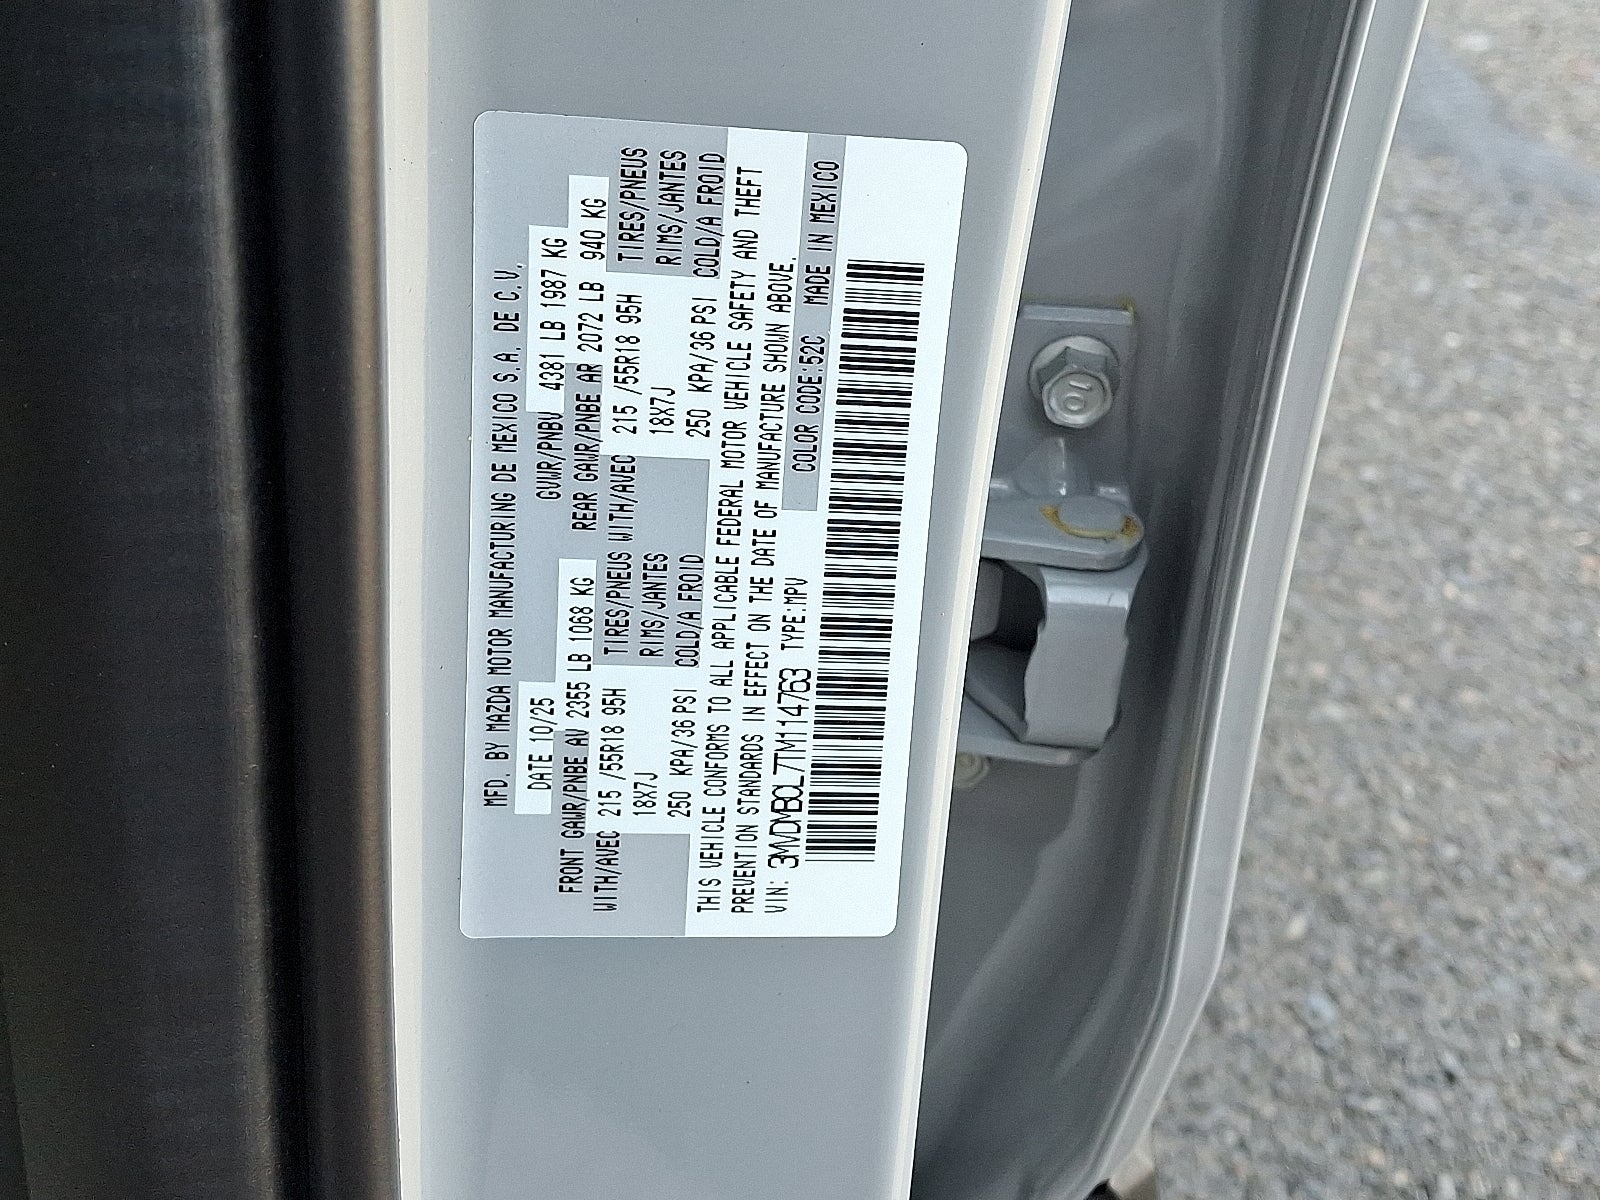 MFD. BY MAZDA MOTOR MANUFACTURING DE MEXICO S.A. DE C.V.,
DATE 10/25 GVWR/PNBV 4381 LB 1987 KG
FRONT GAWR/PNBE AV 2355 LB 1068 KG REAR GAWR/PNBE AR 2072 LB 940 KG
WITH/AVEC 215 /55R18 95H TIRES/PNEUS WITH/AVEC 215 /55R18 95H TIRES/PNEUS
18X7J RIMS/JANTES 18X7J RIMS/JANTES
250 KPA/36 PSI COLD/A FROID 250 KPA/36 PSI COLD/A FROID
THIS VEHICLE CONFORMS TO ALL APPLICABLE FEDERAL MOTOR VEHICLE SAFETY AND THEFT
PREVENTION STANDARDS IN EFFECT ON THE DATE OF MANUFACTURE SHOWN ABOVE.
VIN: 3MVDMBCL7TM114763 TYPE:MPV COLOR CODE:52C MADE IN MEXICO